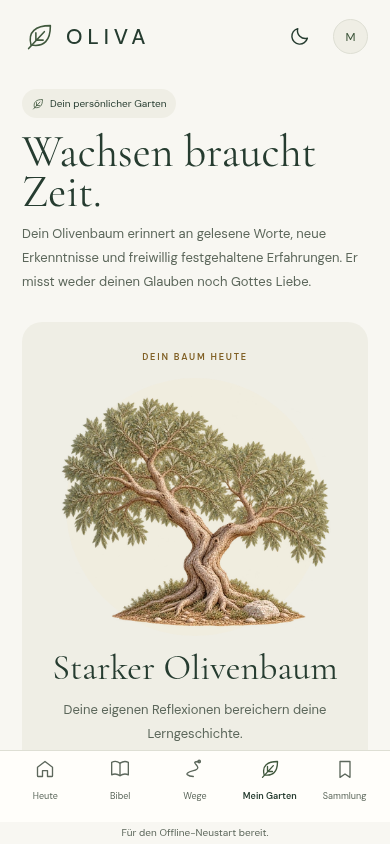 OLIVA
M
Dein persönlicher Garten
Wachsen braucht
Zeit.
Dein Olivenbaum erinnert an gelesene Worte, neue
Erkenntnisse und freiwillig festgehaltene Erfahrungen. Er
misst weder deinen Glauben noch Gottes Liebe.
DEIN BAUM HEUTE
Starker Olivenbaum
Deine eigenen Reflexionen bereichern deine
Lerngeschichte.
Heute
Bibel
Wege
Mein Garten
Sammlung
Für den Offline-Neustart bereit.